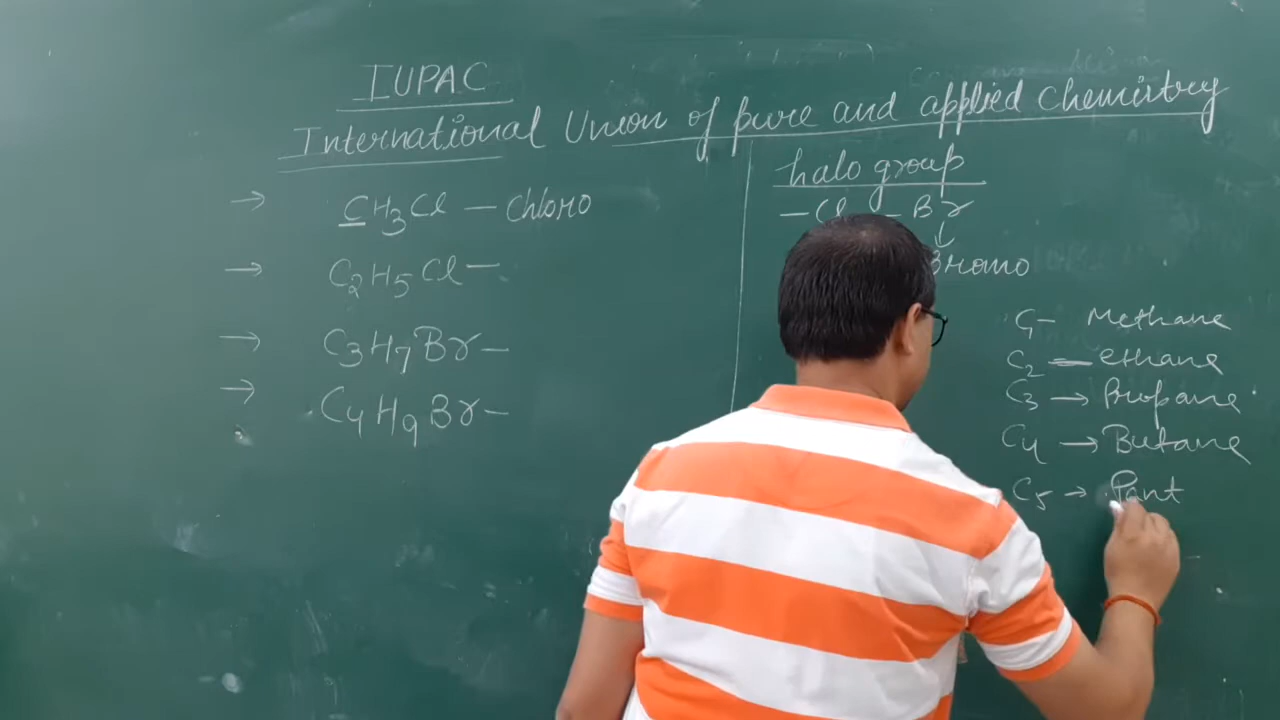 IUPAC
International Union of pure and applied chemistry
→ CH3Cl — Chloro
→ C2H5Cl —
→ C3H7Br —
→ C4H9Br —
halo group
— Cl — Br
↓
Bromo
C1 — Methane
C2 — ethane
C3 → Propane
C4 → Butane
C5 → Pant